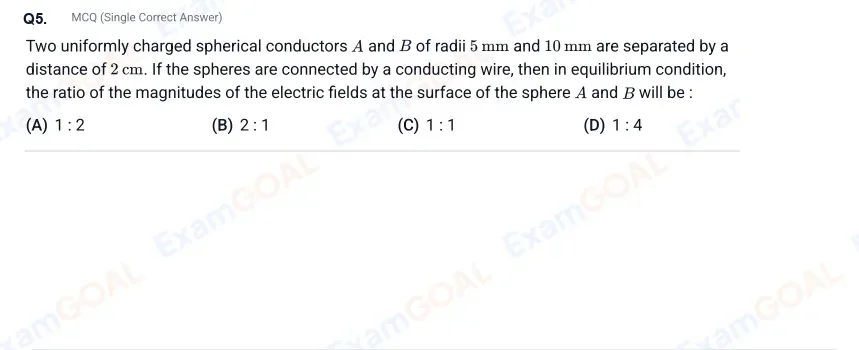 Q5. MCQ (Single Correct Answer)
Two uniformly charged spherical conductors A and B of radii 5 mm and 10 mm are separated by a
distance of 2 cm. If the spheres are connected by a conducting wire, then in equilibrium condition,
the ratio of the magnitudes of the electric fields at the surface of the sphere A and B will be :
(A) 1 : 2 (B) 2 : 1 (C) 1 : 1 (D) 1 : 4
ExamGOAL ExamGOAL
amGOAL ExamGOAL ExamGOAL